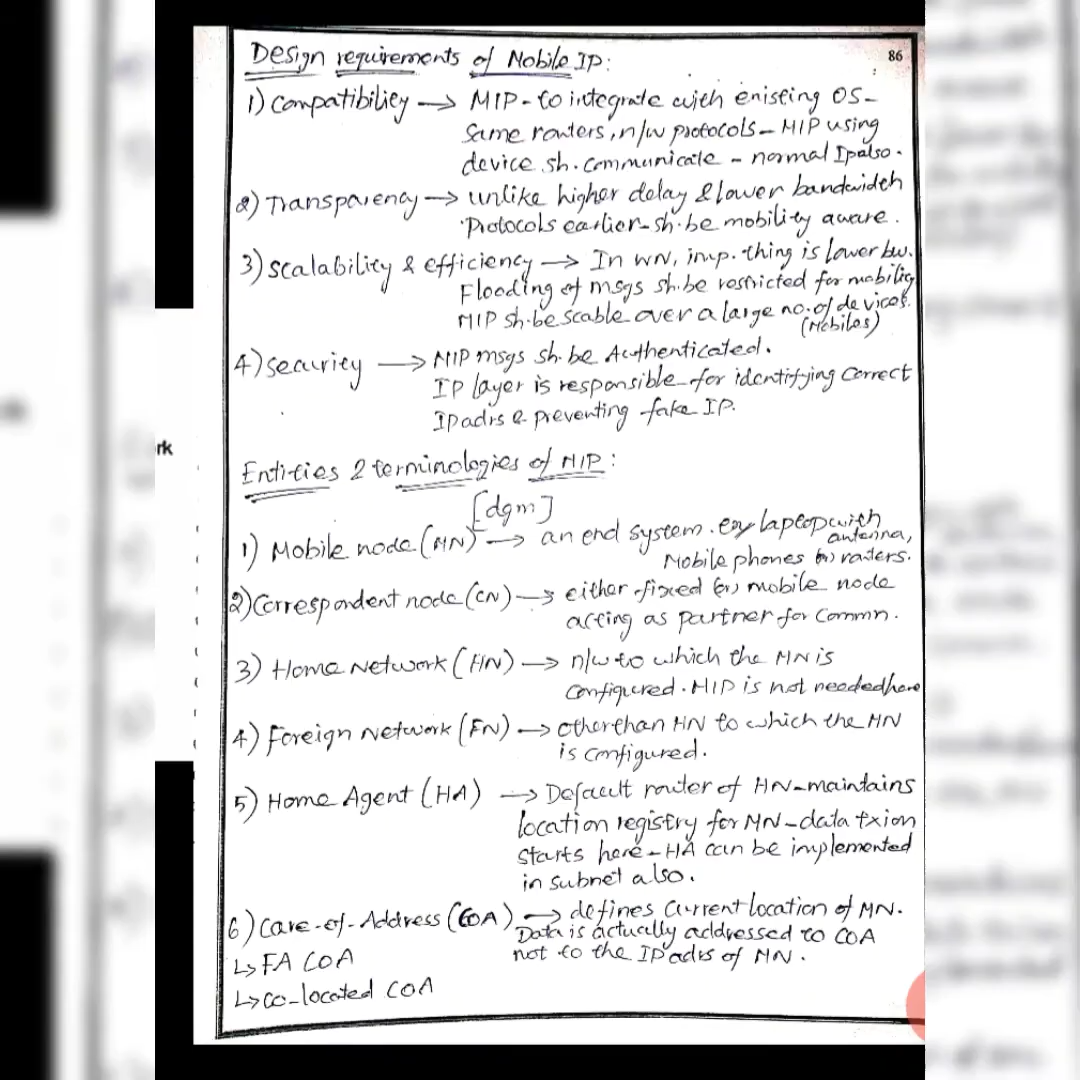 86
Design requirements of Mobile IP:
1) Compatibility → MIP - to integrate with enisting OS -
same routers, n/w protocols - MIP using
device sh. communicate - normal IP also.
2) Transparency → unlike higher delay & lower bandwidth
Protocols earlier - sh. be mobility aware.
3) Scalability & efficiency → In WN, imp. thing is lower bw.
Flooding of msgs sh. be restricted for mobility
MIP sh. be scable over a large no. of devices.
(Mobiles)
4) Security → MIP msgs sh. be Authenticated.
IP layer is responsible for identifying correct
IP adrs & preventing fake IP.
rk
Entities 2 terminologies of MIP:
[dgm]
1) Mobile node (MN) → an end system. eg laptop with
antenna,
Mobile phones (or) routers.
2) Correspondent node (CN) → either fixed (or) mobile node
acting as partner for commn.
3) Home Network (HN) → n/w to which the MN is
configured. MIP is not needed here
4) Foreign Network (FN) → other than HN to which the MN
is configured.
5) Home Agent (HA) → Default router of HN - maintains
location registry for MN - data txion
starts here - HA can be implemented
in subnet also.
6) Care-of-Address (COA) → defines current location of MN.
Data is actually addressed to COA
not to the IP adrs of MN.
↳ FA COA
↳ co-located COA